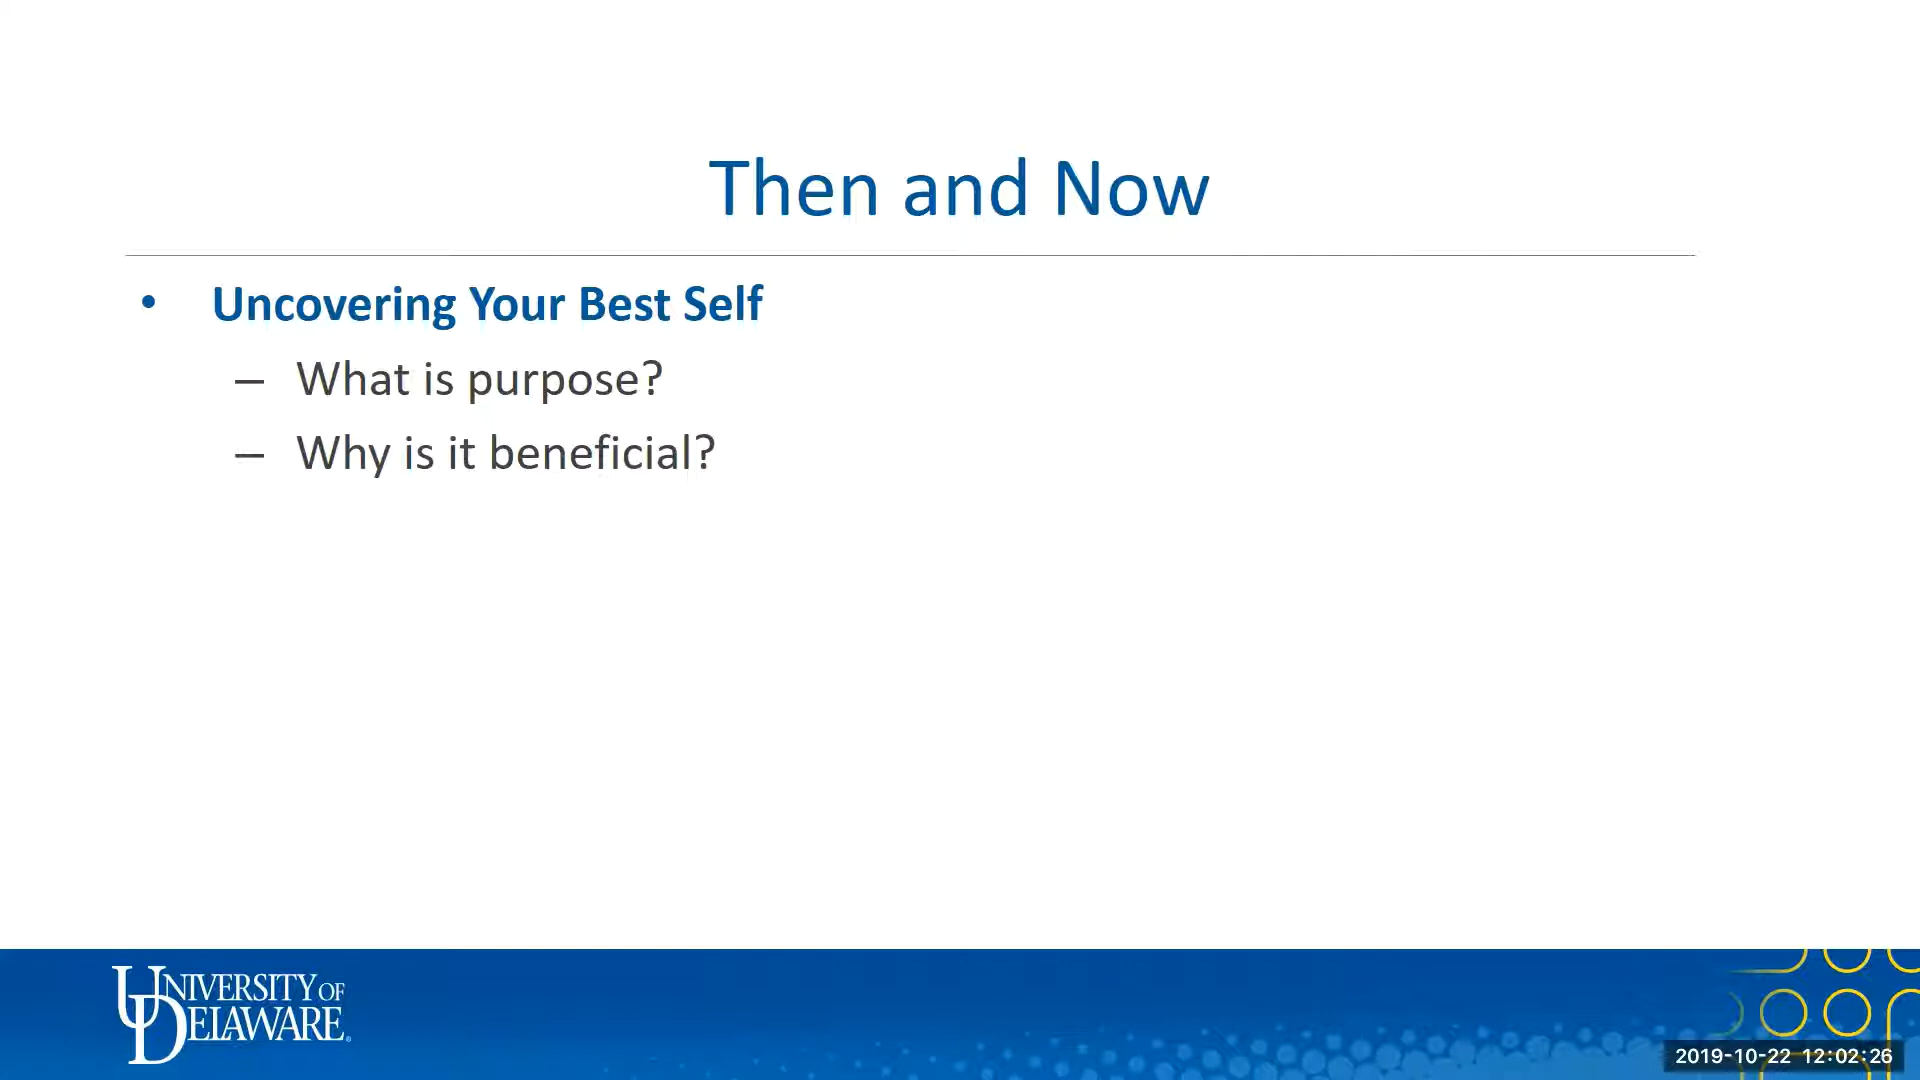 Then and Now
• Uncovering Your Best Self
– What is purpose?
– Why is it beneficial?
UNIVERSITY OF
DELAWARE®
2019-10-22 12:02:26